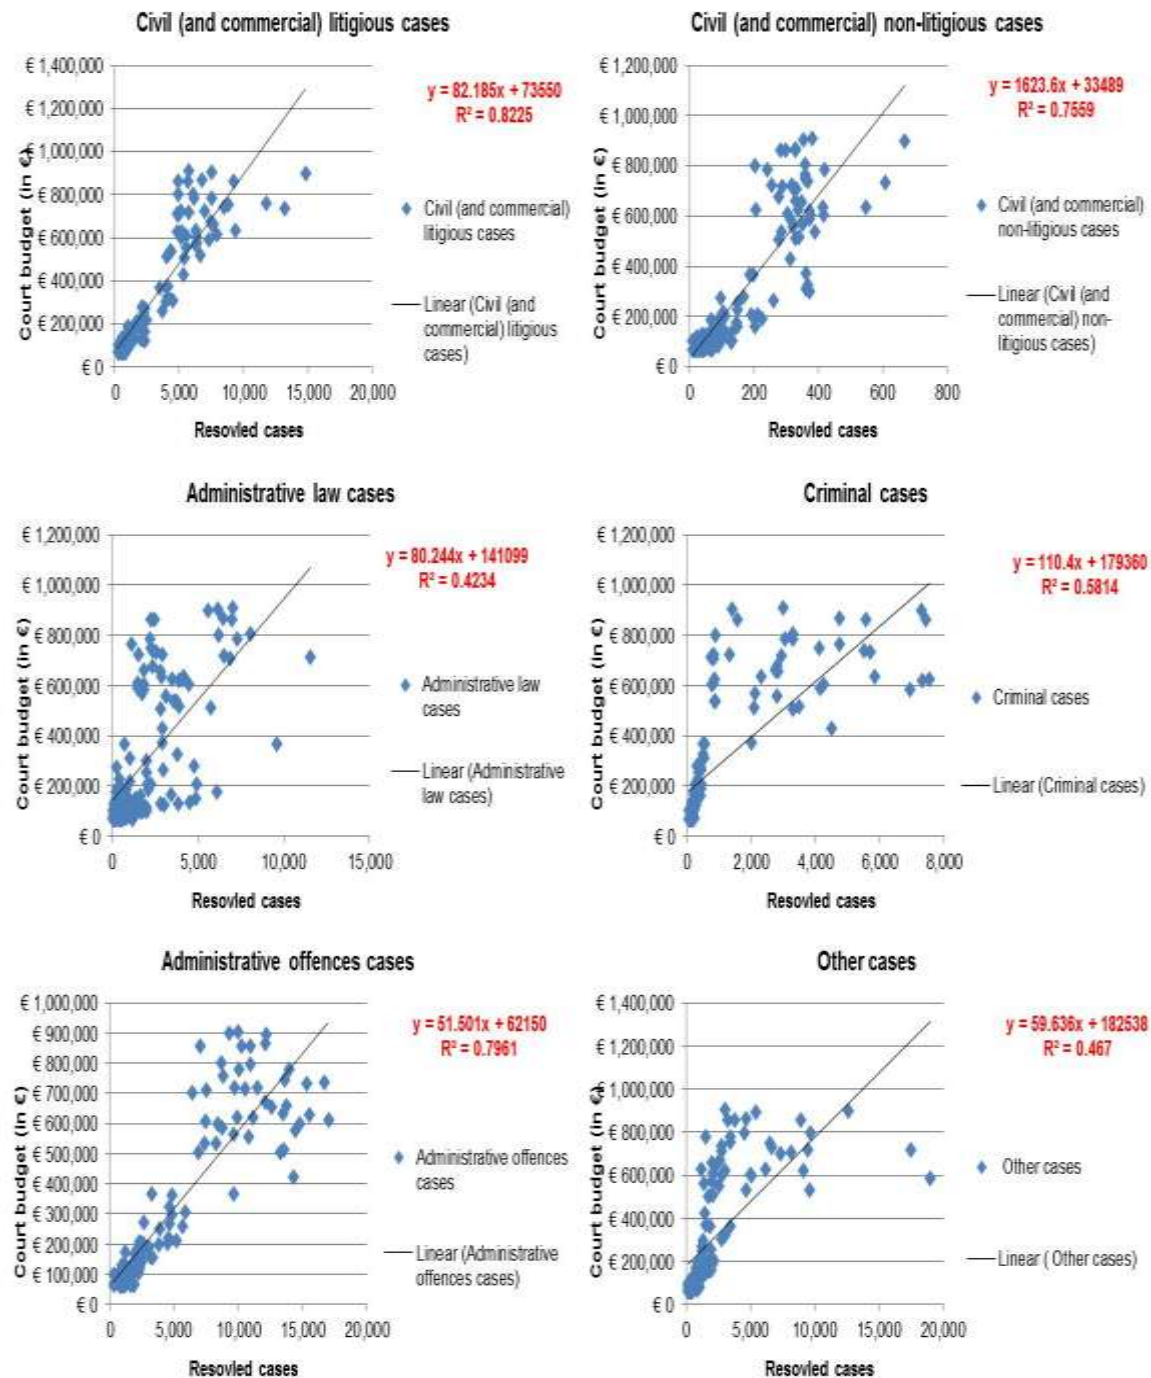 Civil (and commercial) litigious cases
€ 1,400,000
€ 1,200,000
€ 1,000,000
€ 800,000
€ 600,000
€ 400,000
€ 200,000
€ 0
Court budget (in €)
0 5,000 10,000 15,000 20,000
Resovled cases
y = 82.185x + 73550
R² = 0.8225
Civil (and commercial)
litigious cases
Linear (Civil (and
commercial) litigious
cases)
Civil (and commercial) non-litigious cases
€ 1,200,000
€ 1,000,000
€ 800,000
€ 600,000
€ 400,000
€ 200,000
€ 0
Court budget (in €)
0 200 400 600 800
Resovled cases
y = 1623.6x + 33489
R² = 0.7559
Civil (and commercial)
non-litigious cases
Linear (Civil (and
commercial) non-
litigious cases)
Administrative law cases
€ 1,200,000
€ 1,000,000
€ 800,000
€ 600,000
€ 400,000
€ 200,000
€ 0
Court budget (in €)
0 5,000 10,000 15,000
Resovled cases
y = 80.244x + 141099
R² = 0.4234
Administrative law
cases
Linear (Administrative
law cases)
Criminal cases
€ 1,200,000
€ 1,000,000
€ 800,000
€ 600,000
€ 400,000
€ 200,000
€ 0
Court budget (in €)
0 2,000 4,000 6,000 8,000
Resovled cases
y = 110.4x + 179360
R² = 0.5814
Criminal cases
Linear (Criminal cases)
Administrative offences cases
€ 1,000,000
€ 900,000
€ 800,000
€ 700,000
€ 600,000
€ 500,000
€ 400,000
€ 300,000
€ 200,000
€ 100,000
€ 0
Court budget (in €)
0 5,000 10,000 15,000 20,000
Resovled cases
y = 51.501x + 62150
R² = 0.7961
Administrative offences
cases
Linear (Administrative
offences cases)
Other cases
€ 1,400,000
€ 1,200,000
€ 1,000,000
€ 800,000
€ 600,000
€ 400,000
€ 200,000
€ 0
Court budget (in €)
0 5,000 10,000 15,000 20,000
Resovled cases
y = 59.636x + 182538
R² = 0.467
Other cases
Linear ( Other cases)